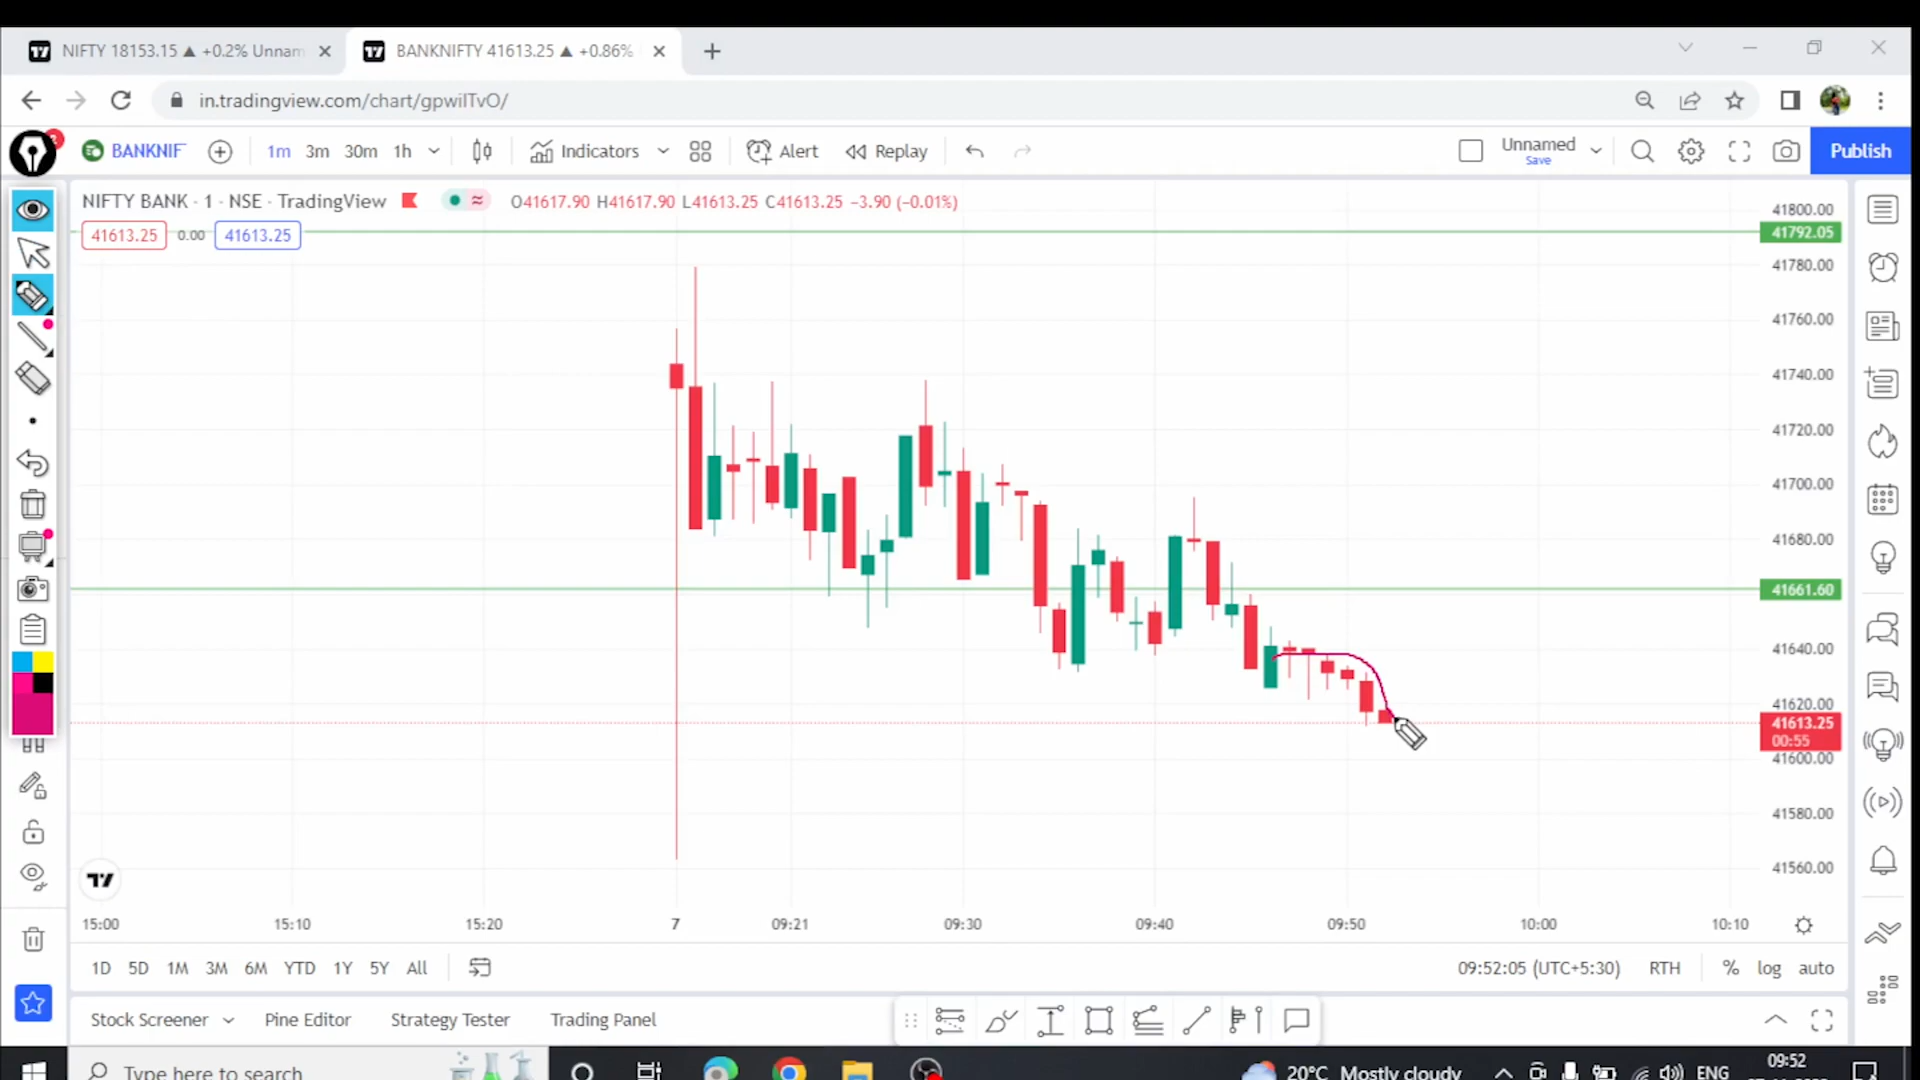 NIFTY 18153.15 ▲ +0.2% Unnam
BANKNIFTY 41613.25 ▲ +0.86%
in.tradingview.com/chart/gpwiITvO/
BANKNIF
1m 3m 30m 1h
Indicators
Alert
Replay
Unnamed
Save
Publish
NIFTY BANK · 1 · NSE · TradingView
O41617.90 H41617.90 L41613.25 C41613.25 −3.90 (−0.01%)
41613.25 0.00 41613.25
41800.00
41792.05
41780.00
41760.00
41740.00
41720.00
41700.00
41680.00
41661.60
41640.00
41620.00
41613.25
00:55
41600.00
41580.00
41560.00
15:00 15:10 15:20 7 09:21 09:30 09:40 09:50 10:00 10:10
1D 5D 1M 3M 6M YTD 1Y 5Y All
09:52:05 (UTC+5:30) RTH % log auto
Stock Screener Pine Editor Strategy Tester Trading Panel
Type here to search
20°C Mostly cloudy
ENG
09:52